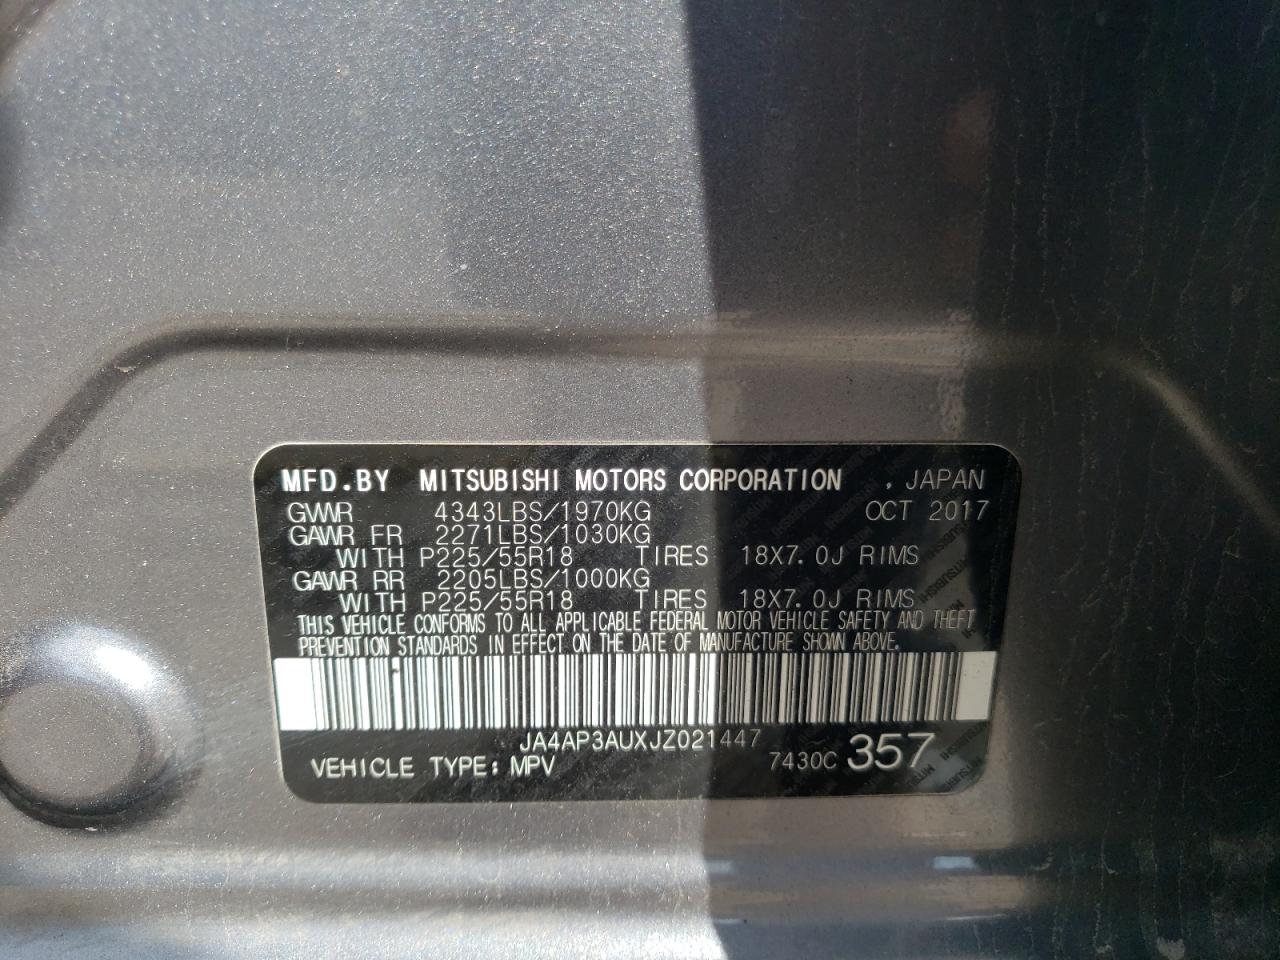 MFD.BY MITSUBISHI MOTORS CORPORATION , JAPAN
GWWR 4343LBS/1970KG OCT 2017
GAWR FR 2271LBS/1030KG
WITH P225/55R18 TIRES 18X7.0J RIMS
GAWR RR 2205LBS/1000KG
WITH P225/55R18 TIRES 18X7.0J RIMS
THIS VEHICLE CONFORMS TO ALL APPLICABLE FEDERAL MOTOR VEHICLE SAFETY AND THEFT
PREVENTION STANDARDS IN EFFECT ON THE DATE OF MANUFACTURE SHOWN ABOVE.
JA4AP3AUXJZ021447
VEHICLE TYPE: MPV 7430C 357